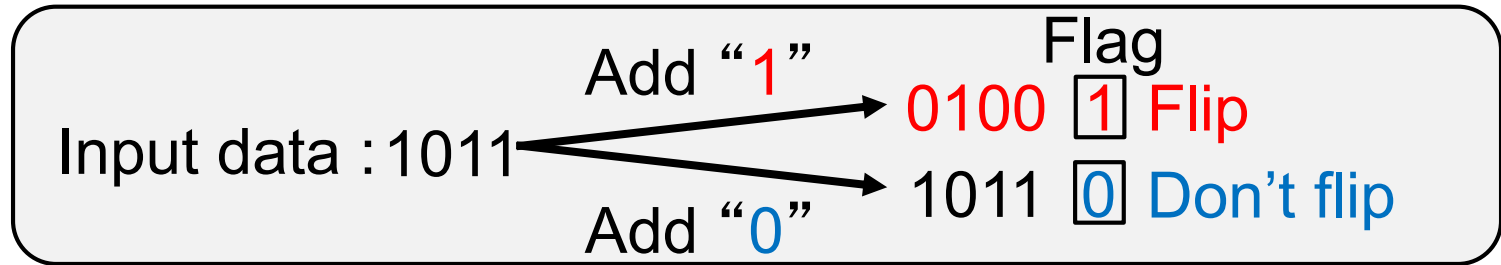 Flag
Add “1”
0100 1 Flip
Input data : 1011
1011 0 Don’t flip
Add “0”